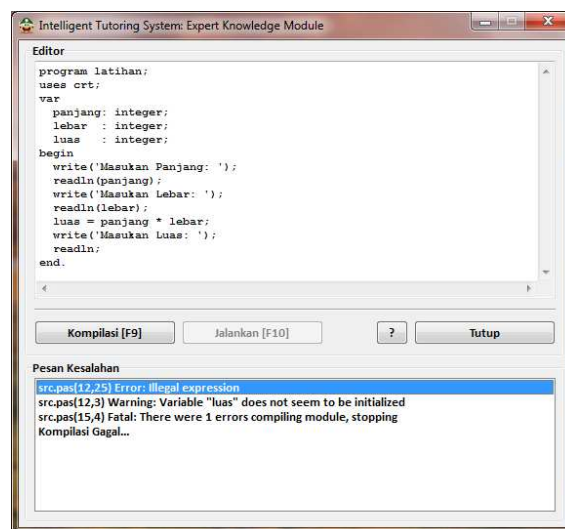 Intelligent Tutoring System: Expert Knowledge Module
Editor
program latihan;
uses crt;
var
  panjang: integer;
  lebar  : integer;
  luas   : integer;
begin
  write('Masukan Panjang: ');
  readln(panjang);
  write('Masukan Lebar: ');
  readln(lebar);
  luas = panjang * lebar;
  write('Masukan Luas: ');
  readln;
end.
Kompilasi [F9] Jalankan [F10] ? Tutup
Pesan Kesalahan
src.pas(12,25) Error: Illegal expression
src.pas(12,3) Warning: Variable "luas" does not seem to be initialized
src.pas(15,4) Fatal: There were 1 errors compiling module, stopping
Kompilasi Gagal...